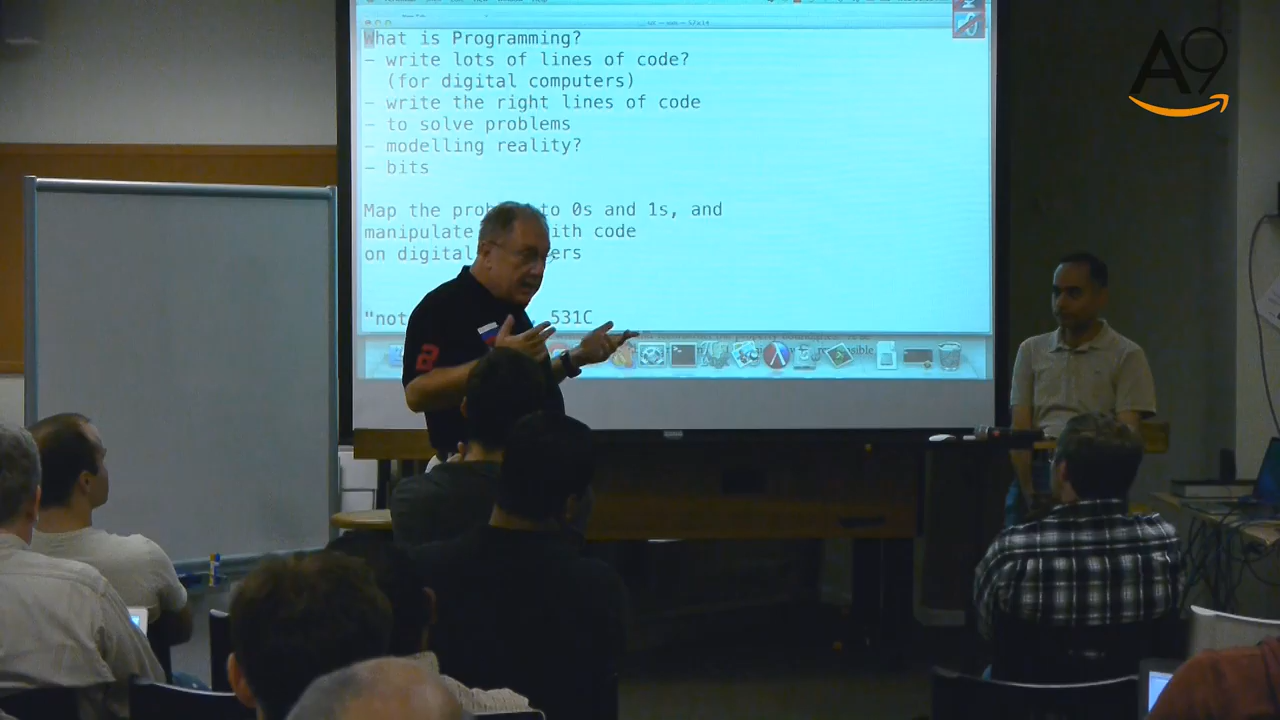 What is Programming?
- write lots of lines of code?
(for digital computers)
- write the right lines of code
- to solve problems
- modelling reality?
- bits
Map the prob to 0s and 1s, and
manipulate ith code
on digital ers
"not , 531C
A9